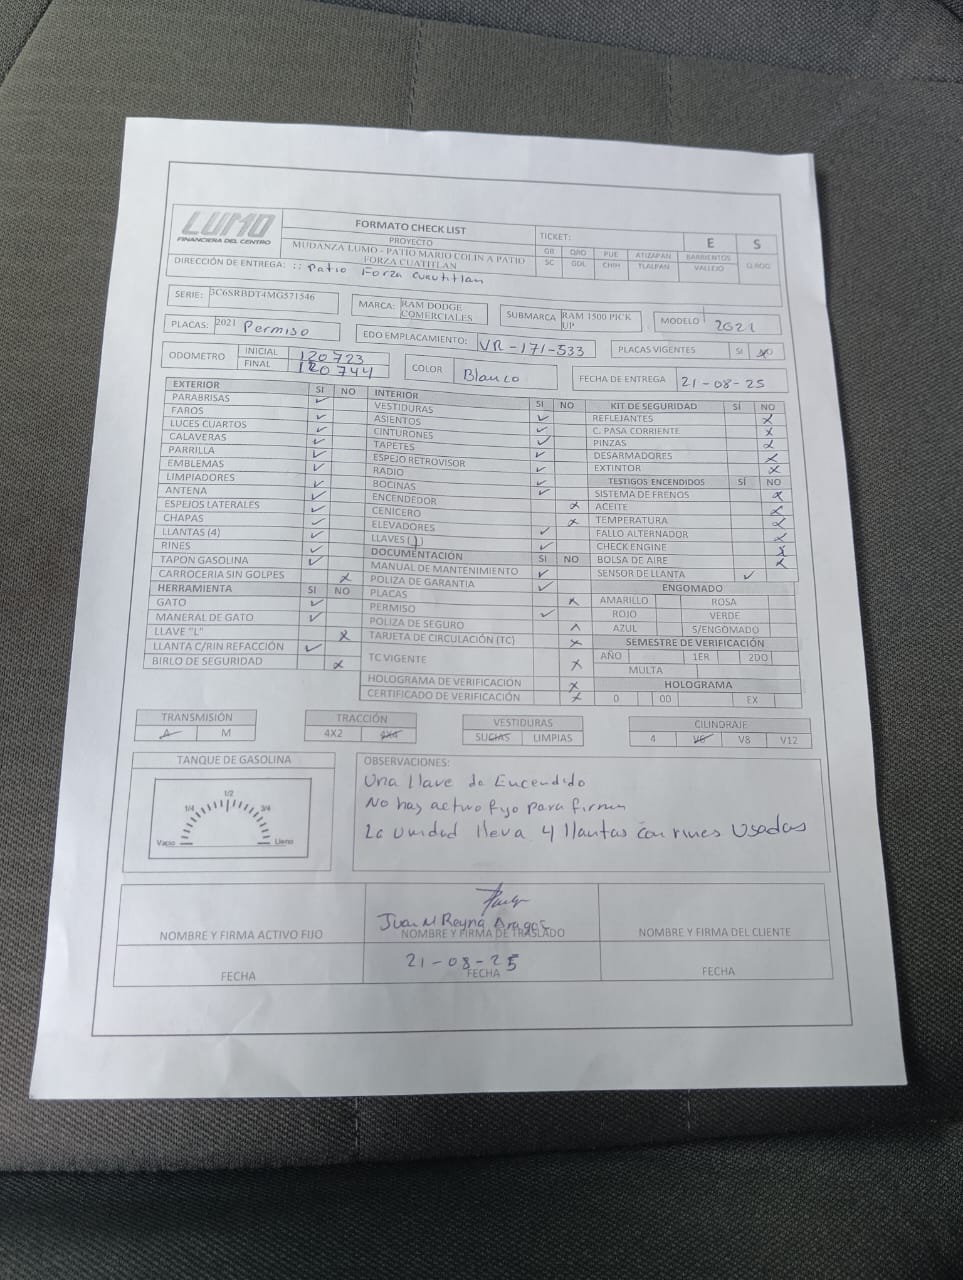 LUMO
FINANCIERA DEL CENTRO
FORMATO CHECK LIST
PROYECTO
MUDANZA LUMO - PATIO MARIO COLIN A PATIO
FORZA CUATITLAN
TICKET:
E S
GB QRO PUE ATIZAPAN BARRIENTOS
SC GDL CHIH TLALPAN VALLEJO
DIRECCIÓN DE ENTREGA: :: Patio Forza Cuautitlan
SERIE: 3C6SRBDT4MG571546
MARCA: RAM DODGE COMERCIALES
SUBMARCA RAM 1500 PICK UP
MODELO 2021
PLACAS: 2021 Permiso
EDO EMPLACAMIENTO: VR-171-533
PLACAS VIGENTES SI NO
ODOMETRO
INICIAL 120723
FINAL 120744
COLOR Blanco
FECHA DE ENTREGA 21-08-25
EXTERIOR SI NO
PARABRISAS ✓
FAROS
LUCES CUARTOS ✓
CALAVERAS ✓
PARRILLA ✓
EMBLEMAS ✓
LIMPIADORES ✓
ANTENA ✓
ESPEJOS LATERALES ✓
CHAPAS ✓
LLANTAS (4) ✓
RINES ✓
TAPON GASOLINA ✓
CARROCERIA SIN GOLPES x
HERRAMIENTA SI NO
GATO ✓
MANERAL DE GATO ✓
LLAVE "L" x
LLANTA C/RIN REFACCIÓN ✓
BIRLO DE SEGURIDAD x
INTERIOR SI NO
VESTIDURAS ✓
ASIENTOS ✓
CINTURONES ✓
TAPETES ✓
ESPEJO RETROVISOR ✓
RADIO ✓
BOCINAS ✓
ENCENDEDOR x
CENICERO x
ELEVADORES ✓
LLAVES (1) ✓
DOCUMENTACIÓN SI NO
MANUAL DE MANTENIMIENTO ✓
POLIZA DE GARANTIA ✓
PLACAS x
PERMISO ✓
POLIZA DE SEGURO x
TARJETA DE CIRCULACIÓN (TC) x
TC VIGENTE x
HOLOGRAMA DE VERIFICACIÓN x
CERTIFICADO DE VERIFICACIÓN x
KIT DE SEGURIDAD SÍ NO
REFLEJANTES x
C. PASA CORRIENTE x
PINZAS x
DESARMADORES x
EXTINTOR x
TESTIGOS ENCENDIDOS SÍ NO
SISTEMA DE FRENOS x
ACEITE x
TEMPERATURA x
FALLO ALTERNADOR x
CHECK ENGINE x
BOLSA DE AIRE x
SENSOR DE LLANTA ✓
ENGOMADO
AMARILLO ROSA
ROJO VERDE
AZUL S/ENGOMADO
SEMESTRE DE VERIFICACIÓN
AÑO 1ER 2DO
MULTA
HOLOGRAMA
0 00 EX
TRANSMISIÓN
A M
TRACCIÓN
4X2 4X4
VESTIDURAS
SUCIAS LIMPIAS
CILINDRAJE
4 V6 V8 V12
TANQUE DE GASOLINA
1/2
1/4 3/4
Vacio Lleno
OBSERVACIONES:
Una llave de Encendido
No hay activo fijo para firmar
La Unidad lleva 4 llantas con rines Usadas
NOMBRE Y FIRMA ACTIVO FIJO
Juan M Reyna Aragos
NOMBRE Y FIRMA DE TRASLADO
NOMBRE Y FIRMA DEL CLIENTE
FECHA
21-08-25
FECHA
FECHA